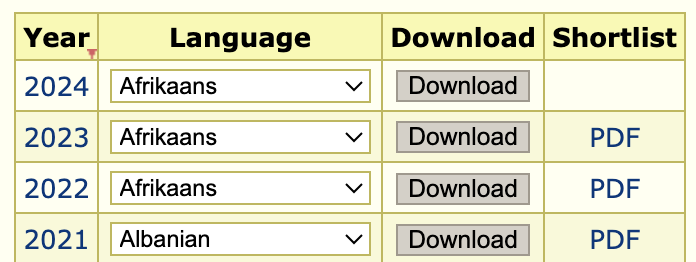 Year Language Download Shortlist
2024 Afrikaans Download
2023 Afrikaans Download PDF
2022 Afrikaans Download PDF
2021 Albanian Download PDF